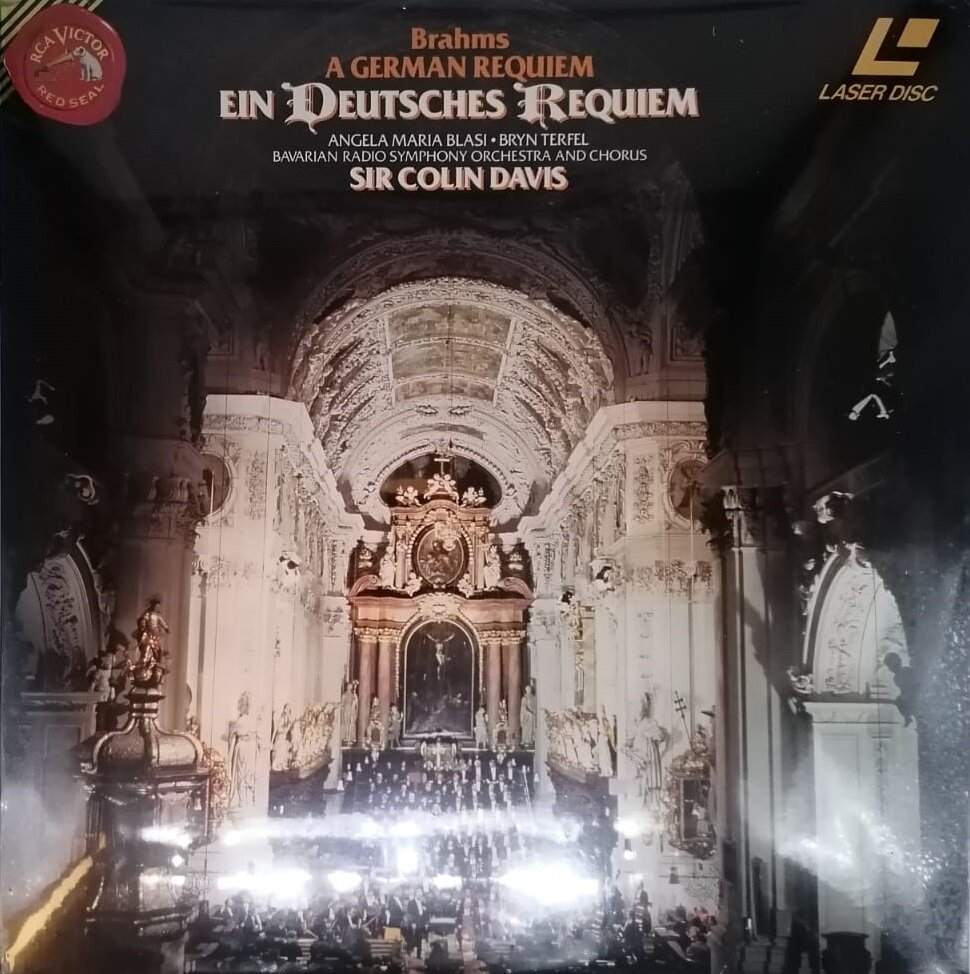 RCA VICTOR
RED SEAL
Brahms
A GERMAN REQUIEM
EIN DEUTSCHES REQUIEM
ANGELA MARIA BLASI • BRYN TERFEL
BAVARIAN RADIO SYMPHONY ORCHESTRA AND CHORUS
SIR COLIN DAVIS
LASER DISC